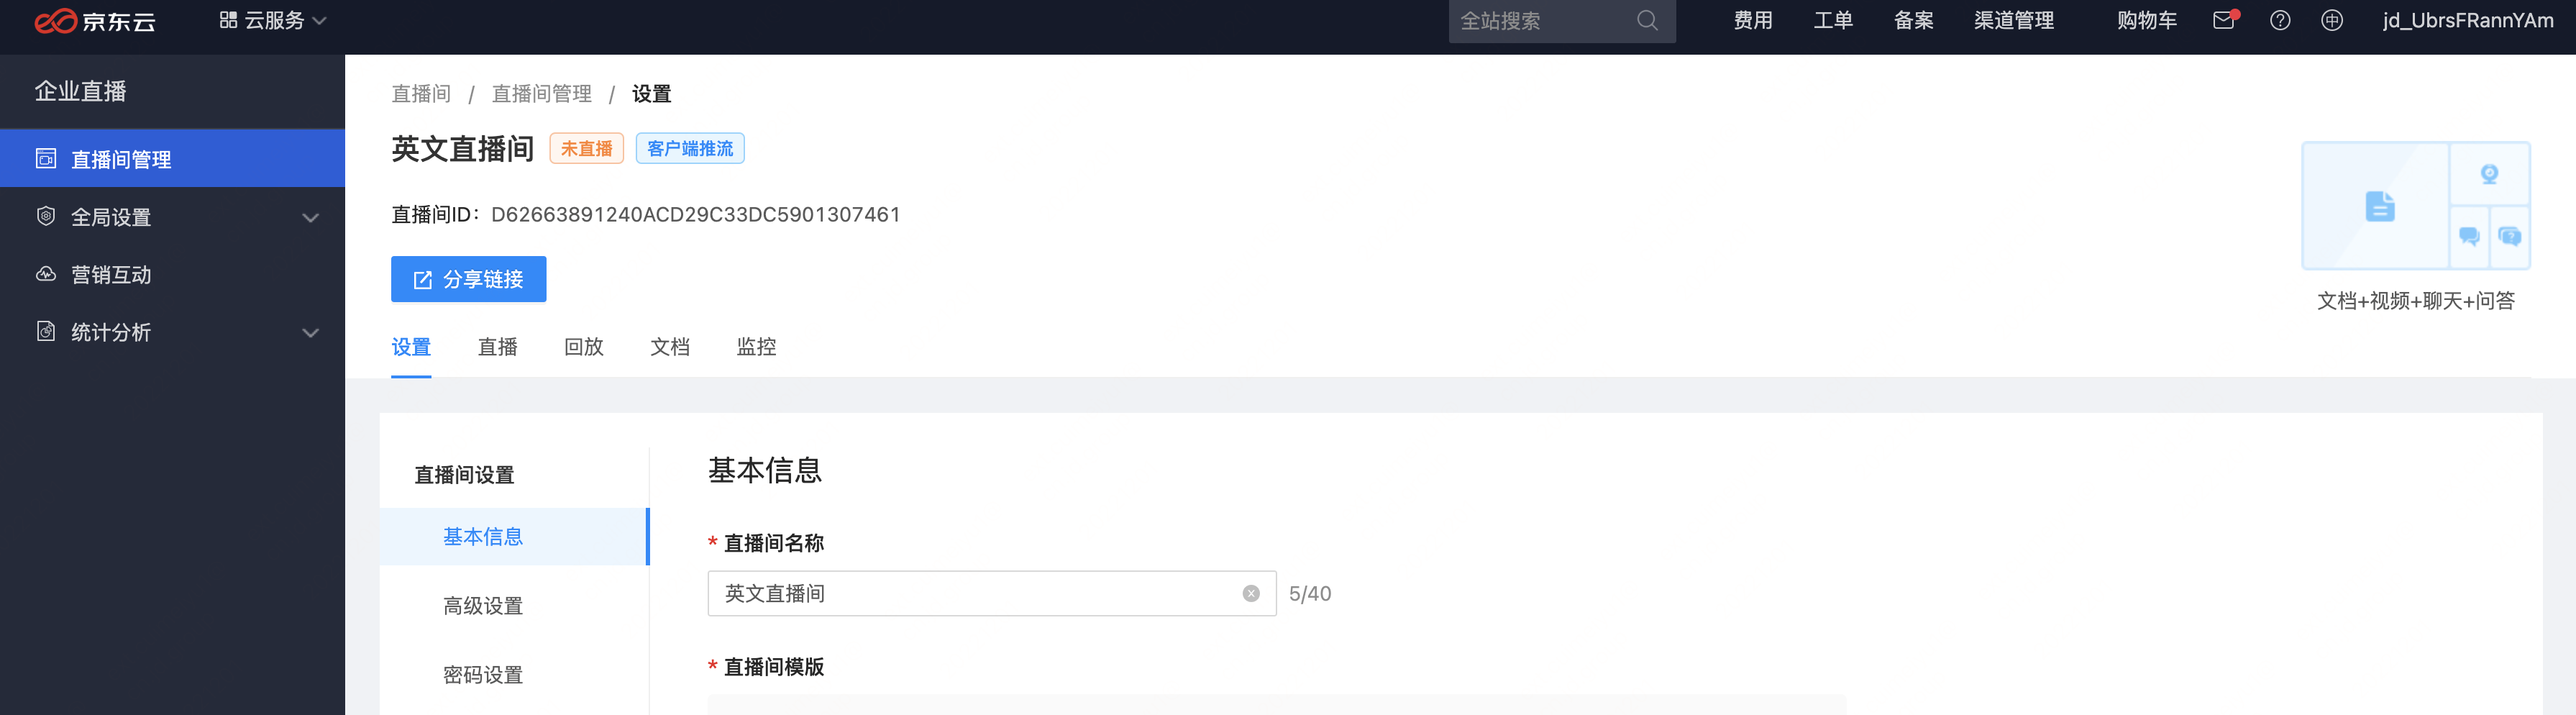 京东云 云服务 全站搜索 费用 工单 备案 渠道管理 购物车 中 jd_UbrsFRannYAm
企业直播
直播间管理
全局设置
营销互动
统计分析
直播间 / 直播间管理 / 设置
英文直播间 未直播 客户端推流
直播间ID： D62663891240ACD29C33DC5901307461
分享链接
文档+视频+聊天+问答
设置 直播 回放 文档 监控
直播间设置
基本信息
高级设置
密码设置
基本信息
* 直播间名称
英文直播间 5/40
* 直播间模版